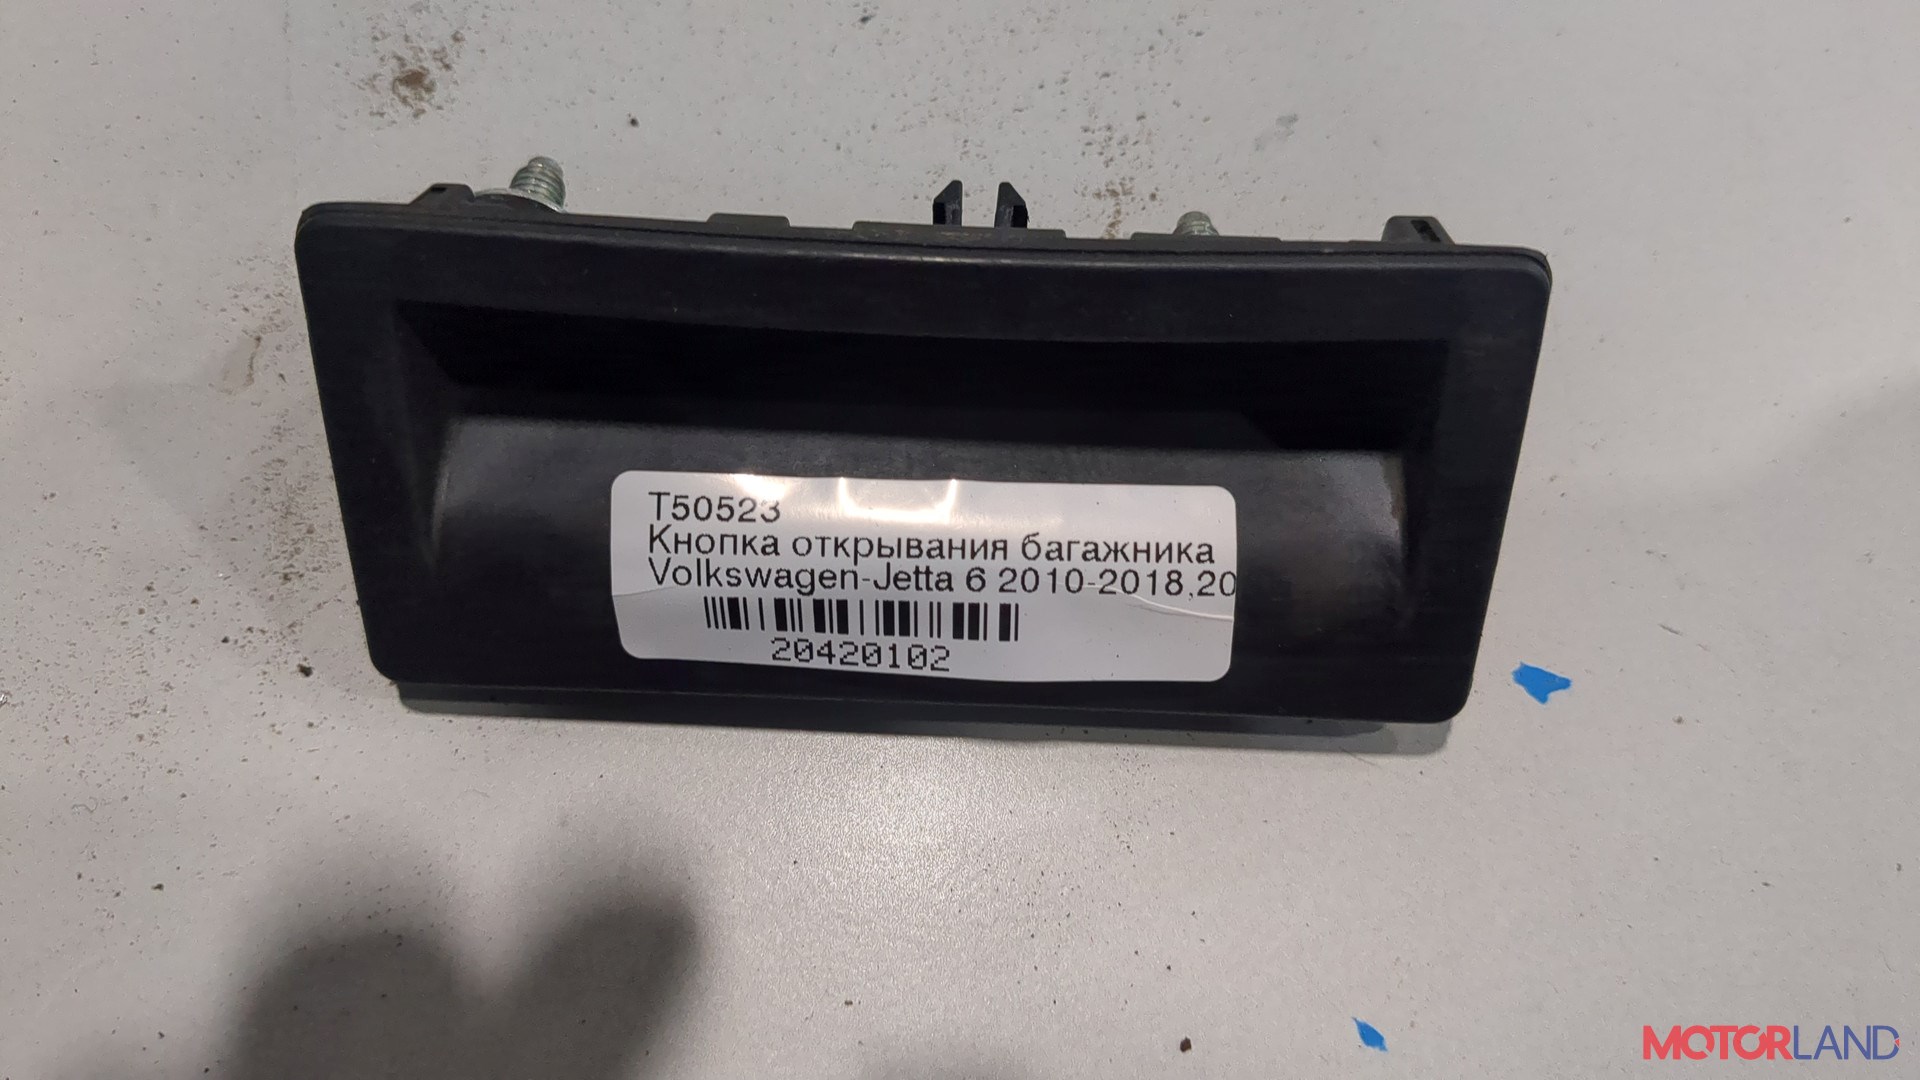 T50523
Кнопка открывания багажника
Volkswagen-Jetta 6 2010-2018,20
20420102
MOTORLAND